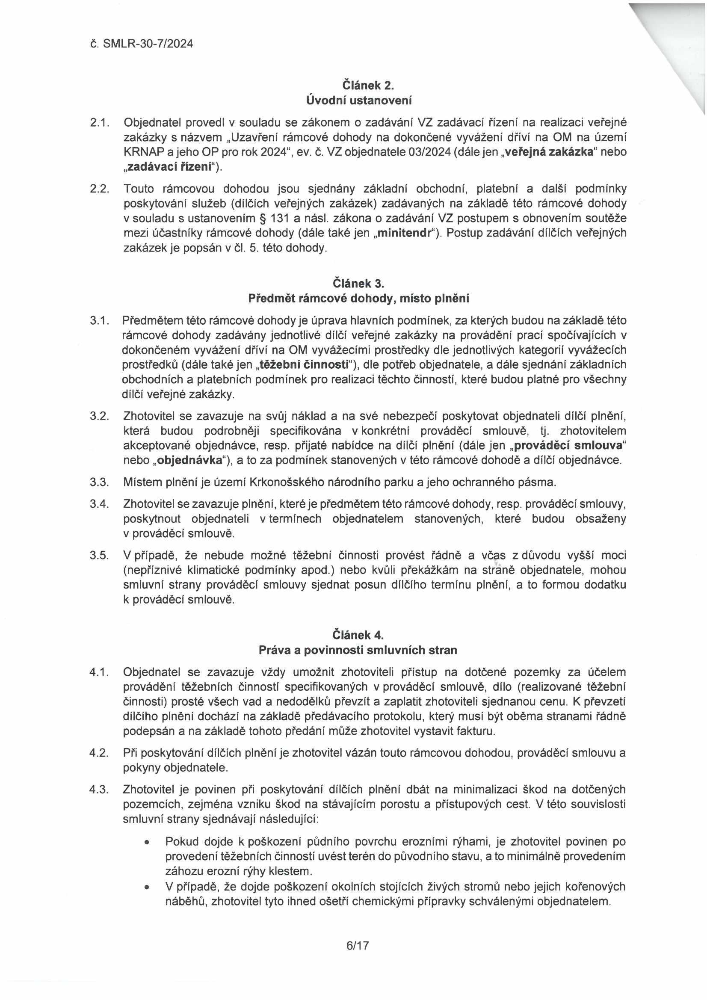 č. SMLR-30-7/2024
Článek 2.
Úvodní ustanovení
2.1. Objednatel provedl v souladu se zákonem o zadávání VZ zadávací řízení na realizaci veřejné
zakázky s názvem „Uzavření rámcové dohody na dokončené vyvážení dříví na OM na území
KRNAP a jeho OP pro rok 2024“, ev. č. VZ objednatele 03/2024 (dále jen „veřejná zakázka“ nebo
„zadávací řízení“).
2.2. Touto rámcovou dohodou jsou sjednány základní obchodní, platební a další podmínky
poskytování služeb (dílčích veřejných zakázek) zadávaných na základě této rámcové dohody
v souladu s ustanovením § 131 a násl. zákona o zadávání VZ postupem s obnovením soutěže
mezi účastníky rámcové dohody (dále také jen „minitendr“). Postup zadávání dílčích veřejných
zakázek je popsán v čl. 5. této dohody.
Článek 3.
Předmět rámcové dohody, místo plnění
3.1. Předmětem této rámcové dohody je úprava hlavních podmínek, za kterých budou na základě této
rámcové dohody zadávány jednotlivé dílčí veřejné zakázky na provádění prací spočívajících v
dokončeném vyvážení dříví na OM vyvážecími prostředky dle jednotlivých kategorií vyvážecích
prostředků (dále také jen „těžební činnosti“), dle potřeb objednatele, a dále sjednání základních
obchodních a platebních podmínek pro realizaci těchto činností, které budou platné pro všechny
dílčí veřejné zakázky.
3.2. Zhotovitel se zavazuje na svůj náklad a na své nebezpečí poskytovat objednateli dílčí plnění,
která budou podrobněji specifikována v konkrétní prováděcí smlouvě, tj. zhotovitelem
akceptované objednávce, resp. přijaté nabídce na dílčí plnění (dále jen „prováděcí smlouva“
nebo „objednávka“), a to za podmínek stanovených v této rámcové dohodě a dílčí objednávce.
3.3. Místem plnění je území Krkonošského národního parku a jeho ochranného pásma.
3.4. Zhotovitel se zavazuje plnění, které je předmětem této rámcové dohody, resp. prováděcí smlouvy,
poskytnout objednateli v termínech objednatelem stanovených, které budou obsaženy
v prováděcí smlouvě.
3.5. V případě, že nebude možné těžební činnosti provést řádně a včas z důvodu vyšší moci
(nepříznivé klimatické podmínky apod.) nebo kvůli překážkám na straně objednatele, mohou
smluvní strany prováděcí smlouvy sjednat posun dílčího termínu plnění, a to formou dodatku
k prováděcí smlouvě.
Článek 4.
Práva a povinnosti smluvních stran
4.1. Objednatel se zavazuje vždy umožnit zhotoviteli přístup na dotčené pozemky za účelem
provádění těžebních činností specifikovaných v prováděcí smlouvě, dílo (realizované těžební
činnosti) prosté všech vad a nedodělků převzít a zaplatit zhotoviteli sjednanou cenu. K převzetí
dílčího plnění dochází na základě předávacího protokolu, který musí být oběma stranami řádně
podepsán a na základě tohoto předání může zhotovitel vystavit fakturu.
4.2. Při poskytování dílčích plnění je zhotovitel vázán touto rámcovou dohodou, prováděcí smlouvu a
pokyny objednatele.
4.3. Zhotovitel je povinen při poskytování dílčích plnění dbát na minimalizaci škod na dotčených
pozemcích, zejména vzniku škod na stávajícím porostu a přístupových cest. V této souvislosti
smluvní strany sjednávají následující:
• Pokud dojde k poškození půdního povrchu erozními rýhami, je zhotovitel povinen po
provedení těžebních činností uvést terén do původního stavu, a to minimálně provedením
záhozu erozní rýhy klestem.
• V případě, že dojde poškození okolních stojících živých stromů nebo jejich kořenových
náběhů, zhotovitel tyto ihned ošetří chemickými přípravky schválenými objednatelem.
6/17